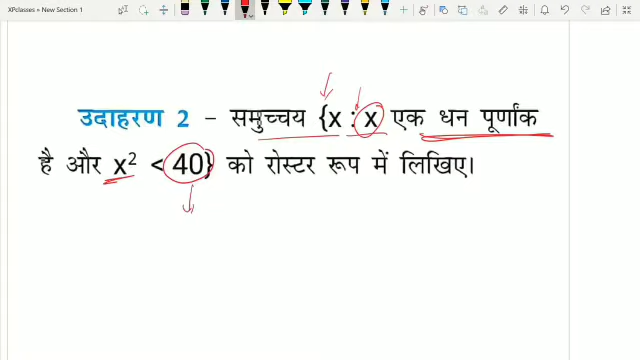 XPclasses » New Section 1
उदाहरण 2 - समुच्चय {x : x एक धन पूर्णांक
है और x² < 40} को रोस्टर रूप में लिखिए।